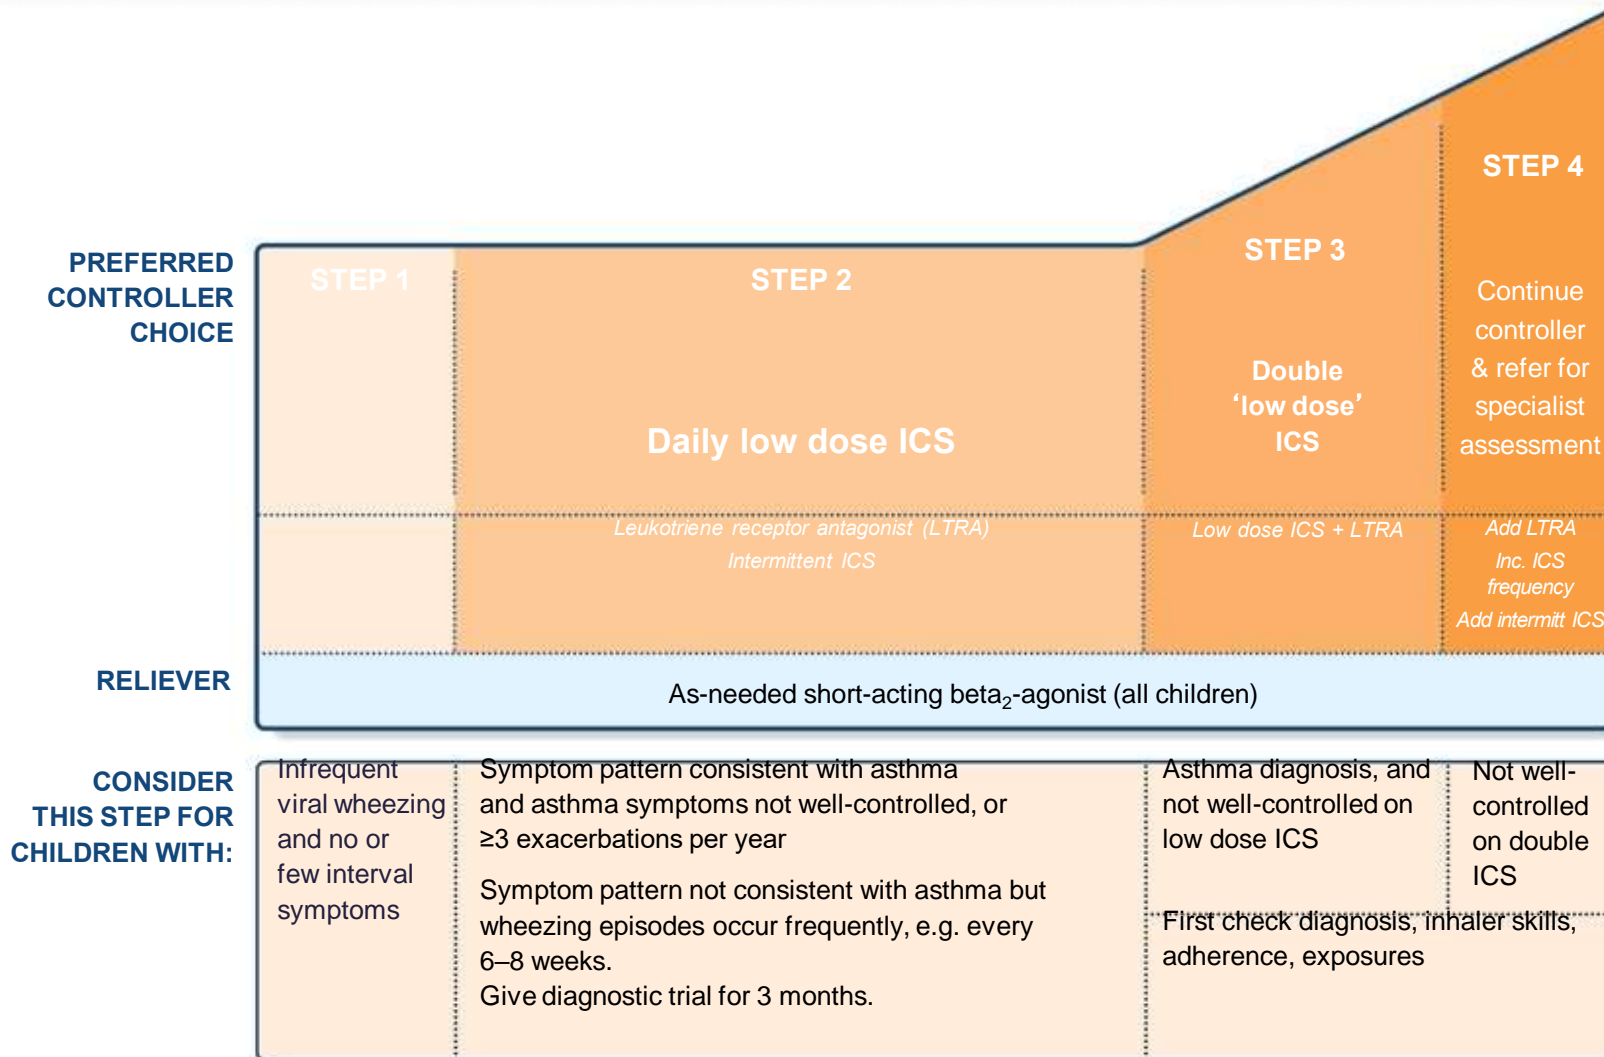 PREFERRED
CONTROLLER
CHOICE
STEP 1
STEP 2
Daily low dose ICS
STEP 3
Double
‘low dose’
ICS
STEP 4
Continue
controller
& refer for
specialist
assessment
Leukotriene receptor antagonist (LTRA)
Intermittent ICS
Low dose ICS + LTRA
Add LTRA
Inc. ICS
frequency
Add intermitt ICS
RELIEVER
As-needed short-acting beta₂-agonist (all children)
CONSIDER
THIS STEP FOR
CHILDREN WITH:
Infrequent
viral wheezing
and no or
few interval
symptoms
Symptom pattern consistent with asthma
and asthma symptoms not well-controlled, or
≥3 exacerbations per year
Symptom pattern not consistent with asthma but
wheezing episodes occur frequently, e.g. every
6–8 weeks.
Give diagnostic trial for 3 months.
Asthma diagnosis, and
not well-controlled on
low dose ICS
Not well-
controlled
on double
ICS
First check diagnosis, inhaler skills,
adherence, exposures